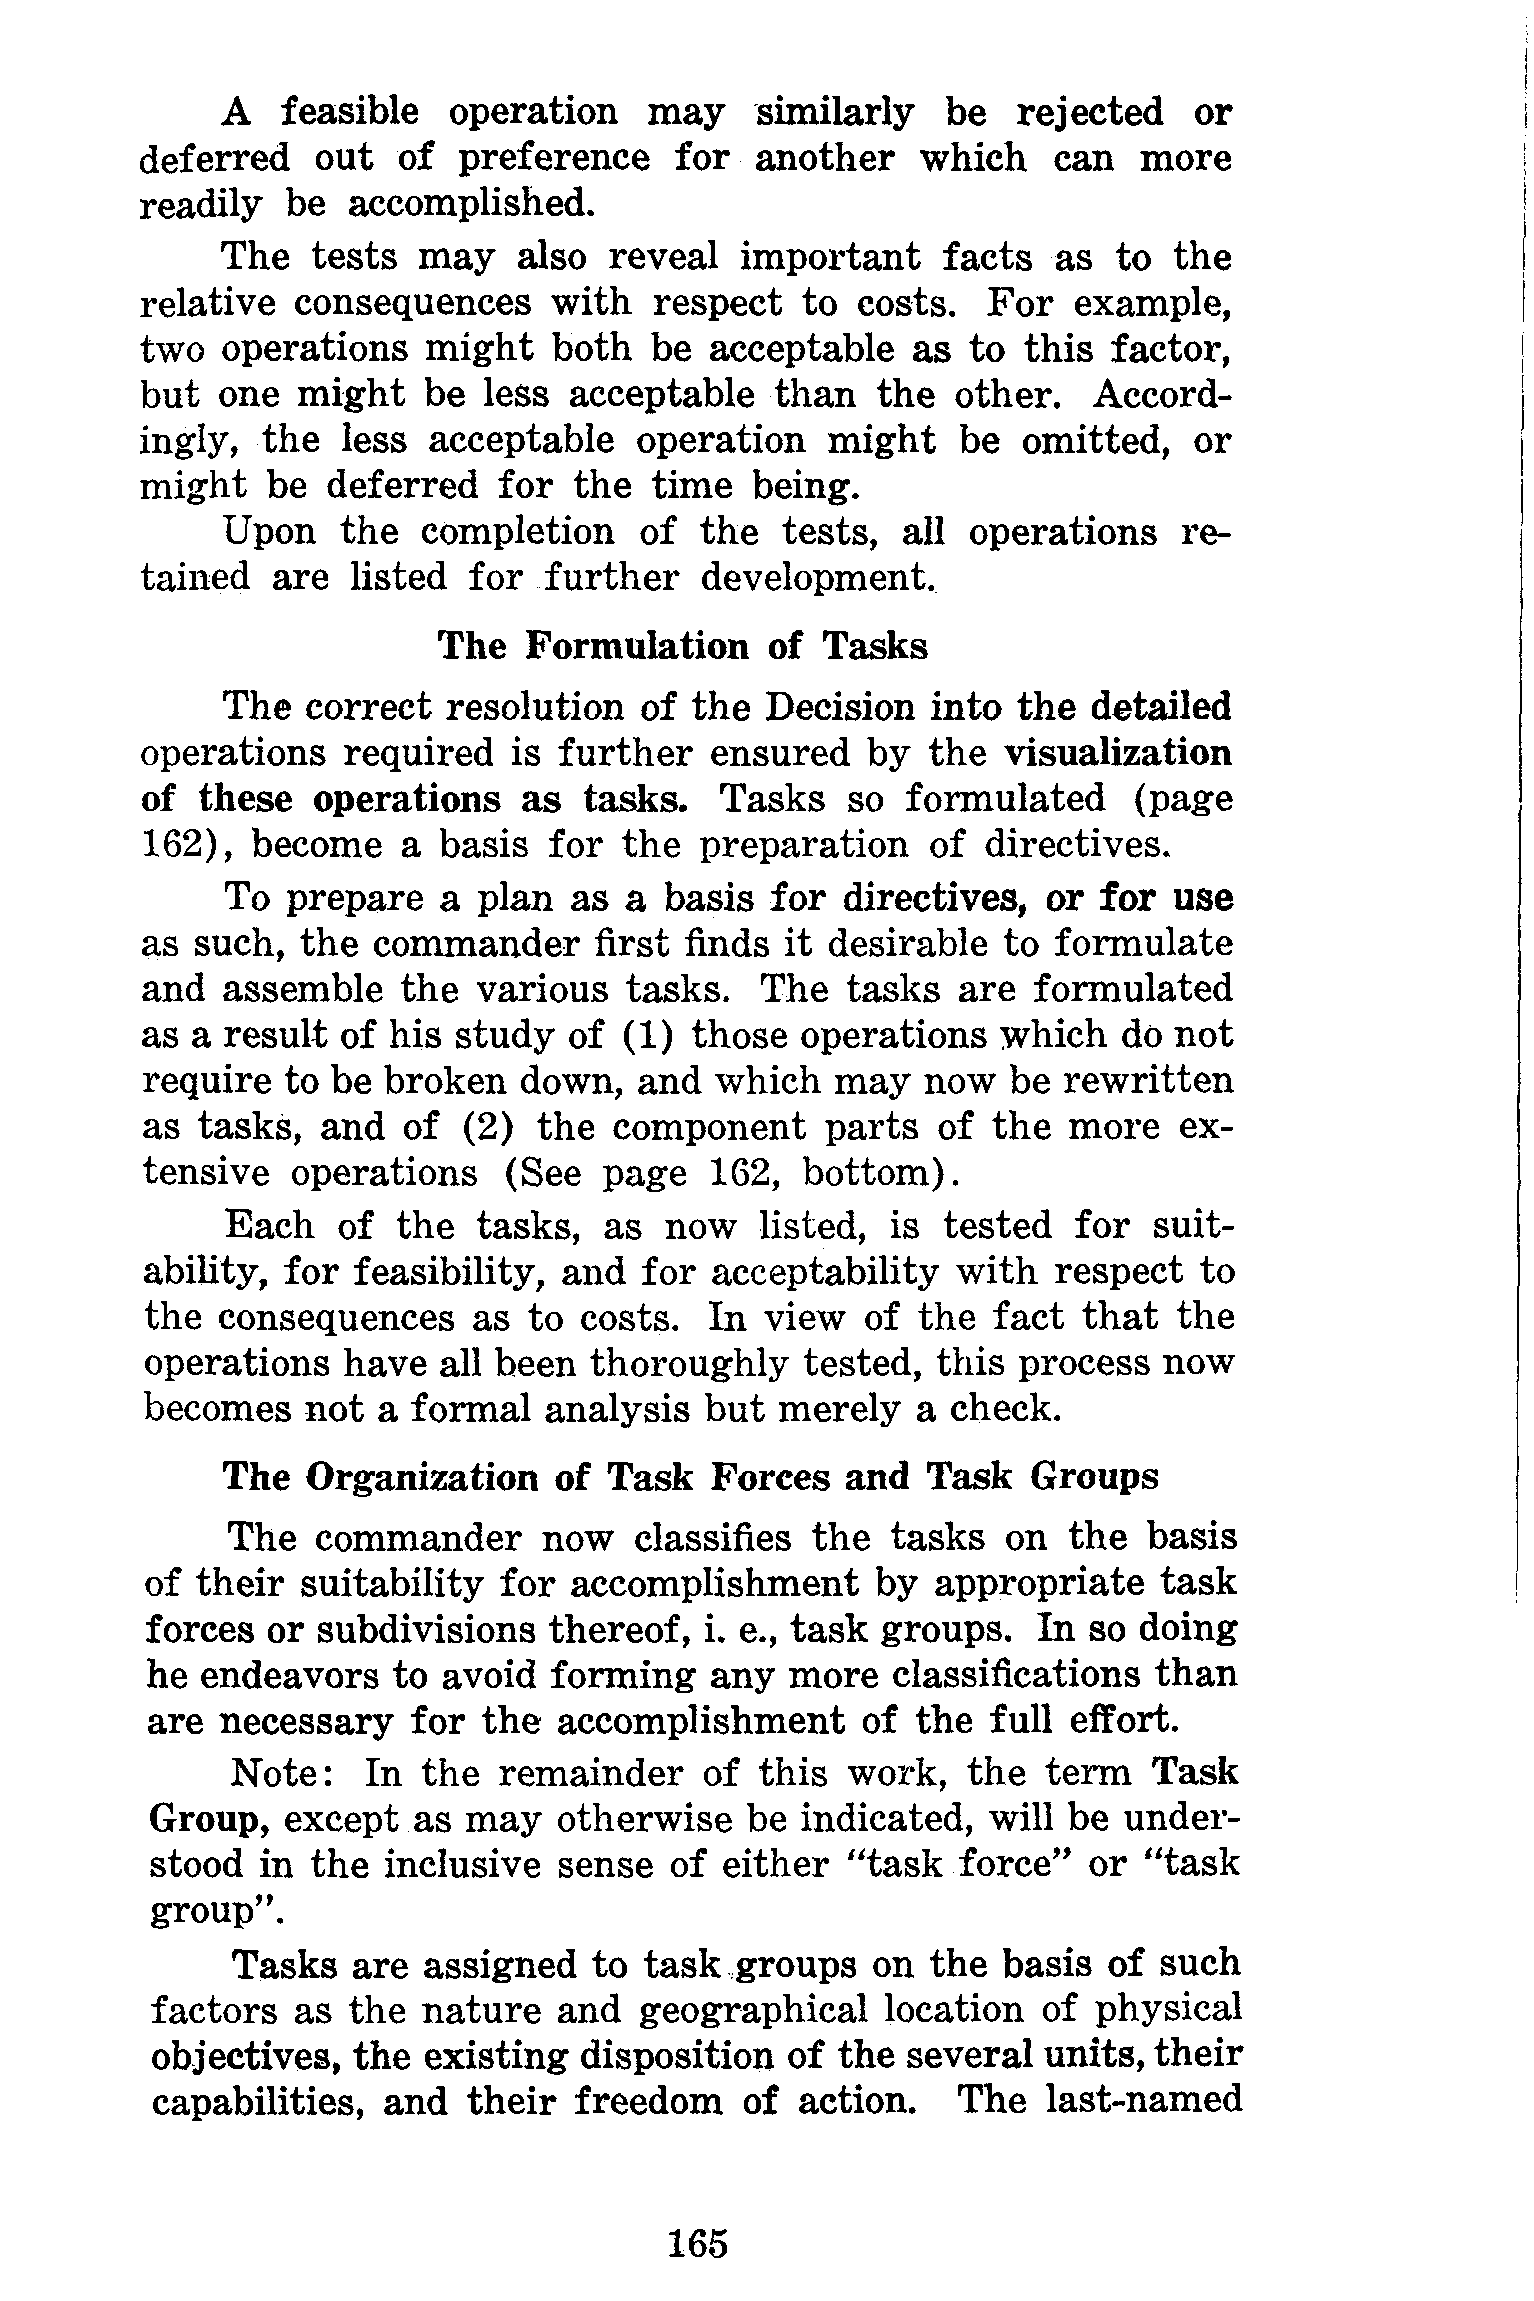 A feasible operation may similarly be rejected or
deferred out of preference for another which can more
readily be accomplished.
The tests may also reveal important facts as to the
relative consequences with respect to costs. For example,
two operations might both be acceptable as to this factor,
but one might be less acceptable than the other. Accord-
ingly, the less acceptable operation might be omitted, or
might be deferred for the time being.
Upon the completion of the tests, all operations re-
tained are listed for further development.
The Formulation of Tasks
The correct resolution of the Decision into the detailed
operations required is further ensured by the visualization
of these operations as tasks. Tasks so formulated (page
162), become a basis for the preparation of directives.
To prepare a plan as a basis for directives, or for use
as such, the commander first finds it desirable to formulate
and assemble the various tasks. The tasks are formulated
as a result of his study of (1) those operations which do not
require to be broken down, and which may now be rewritten
as tasks, and of (2) the component parts of the more ex-
tensive operations (See page 162, bottom).
Each of the tasks, as now listed, is tested for suit-
ability, for feasibility, and for acceptability with respect to
the consequences as to costs. In view of the fact that the
operations have all been thoroughly tested, this process now
becomes not a formal analysis but merely a check.
The Organization of Task Forces and Task Groups
The commander now classifies the tasks on the basis
of their suitability for accomplishment by appropriate task
forces or subdivisions thereof, i. e., task groups. In so doing
he endeavors to avoid forming any more classifications than
are necessary for the accomplishment of the full effort.
Note: In the remainder of this work, the term Task
Group, except as may otherwise be indicated, will be under-
stood in the inclusive sense of either "task force" or "task
group".
Tasks are assigned to task groups on the basis of such
factors as the nature and geographical location of physical
objectives, the existing disposition of the several units, their
capabilities, and their freedom of action. The last-named
165